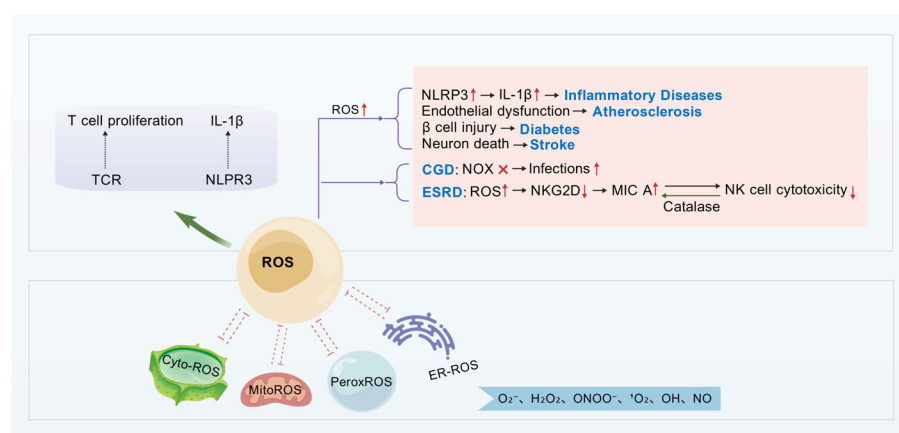 NLRP3↑→IL-1β↑→Inflammatory Diseases
ROS↑
Endothelial dysfunction→Atherosclerosis
T cell proliferation IL-1β
β cell injury→Diabetes
Neuron death→Stroke
CGD: NOX ×→Infections ↑
TCR NLPR3
ESRD: ROS↑→NKG2D↓→MIC A↑ NK cell cytotoxicity↓
Catalase
ROS
Cyto-ROS
MitoROS
PeroxROS
ER-ROS
O₂⁻、H₂O₂、ONOO⁻、¹O₂、OH、NO